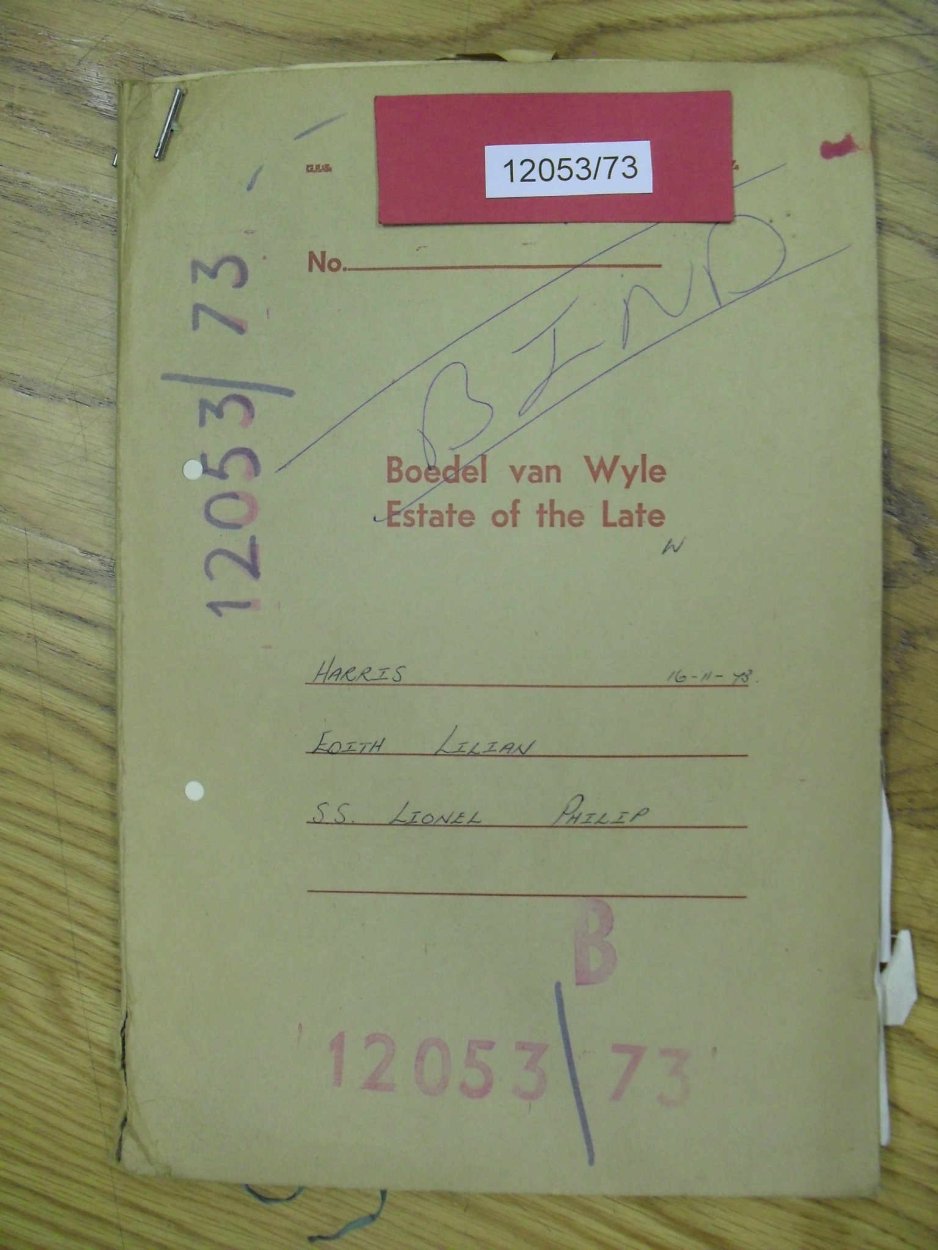 12053/73
No.
BIND
12053/73
Boedel van Wyle
Estate of the Late
W
HARRIS 16-11-73.
EDITH LILIAN
SS. LIONEL PHILIP
B
12053/73